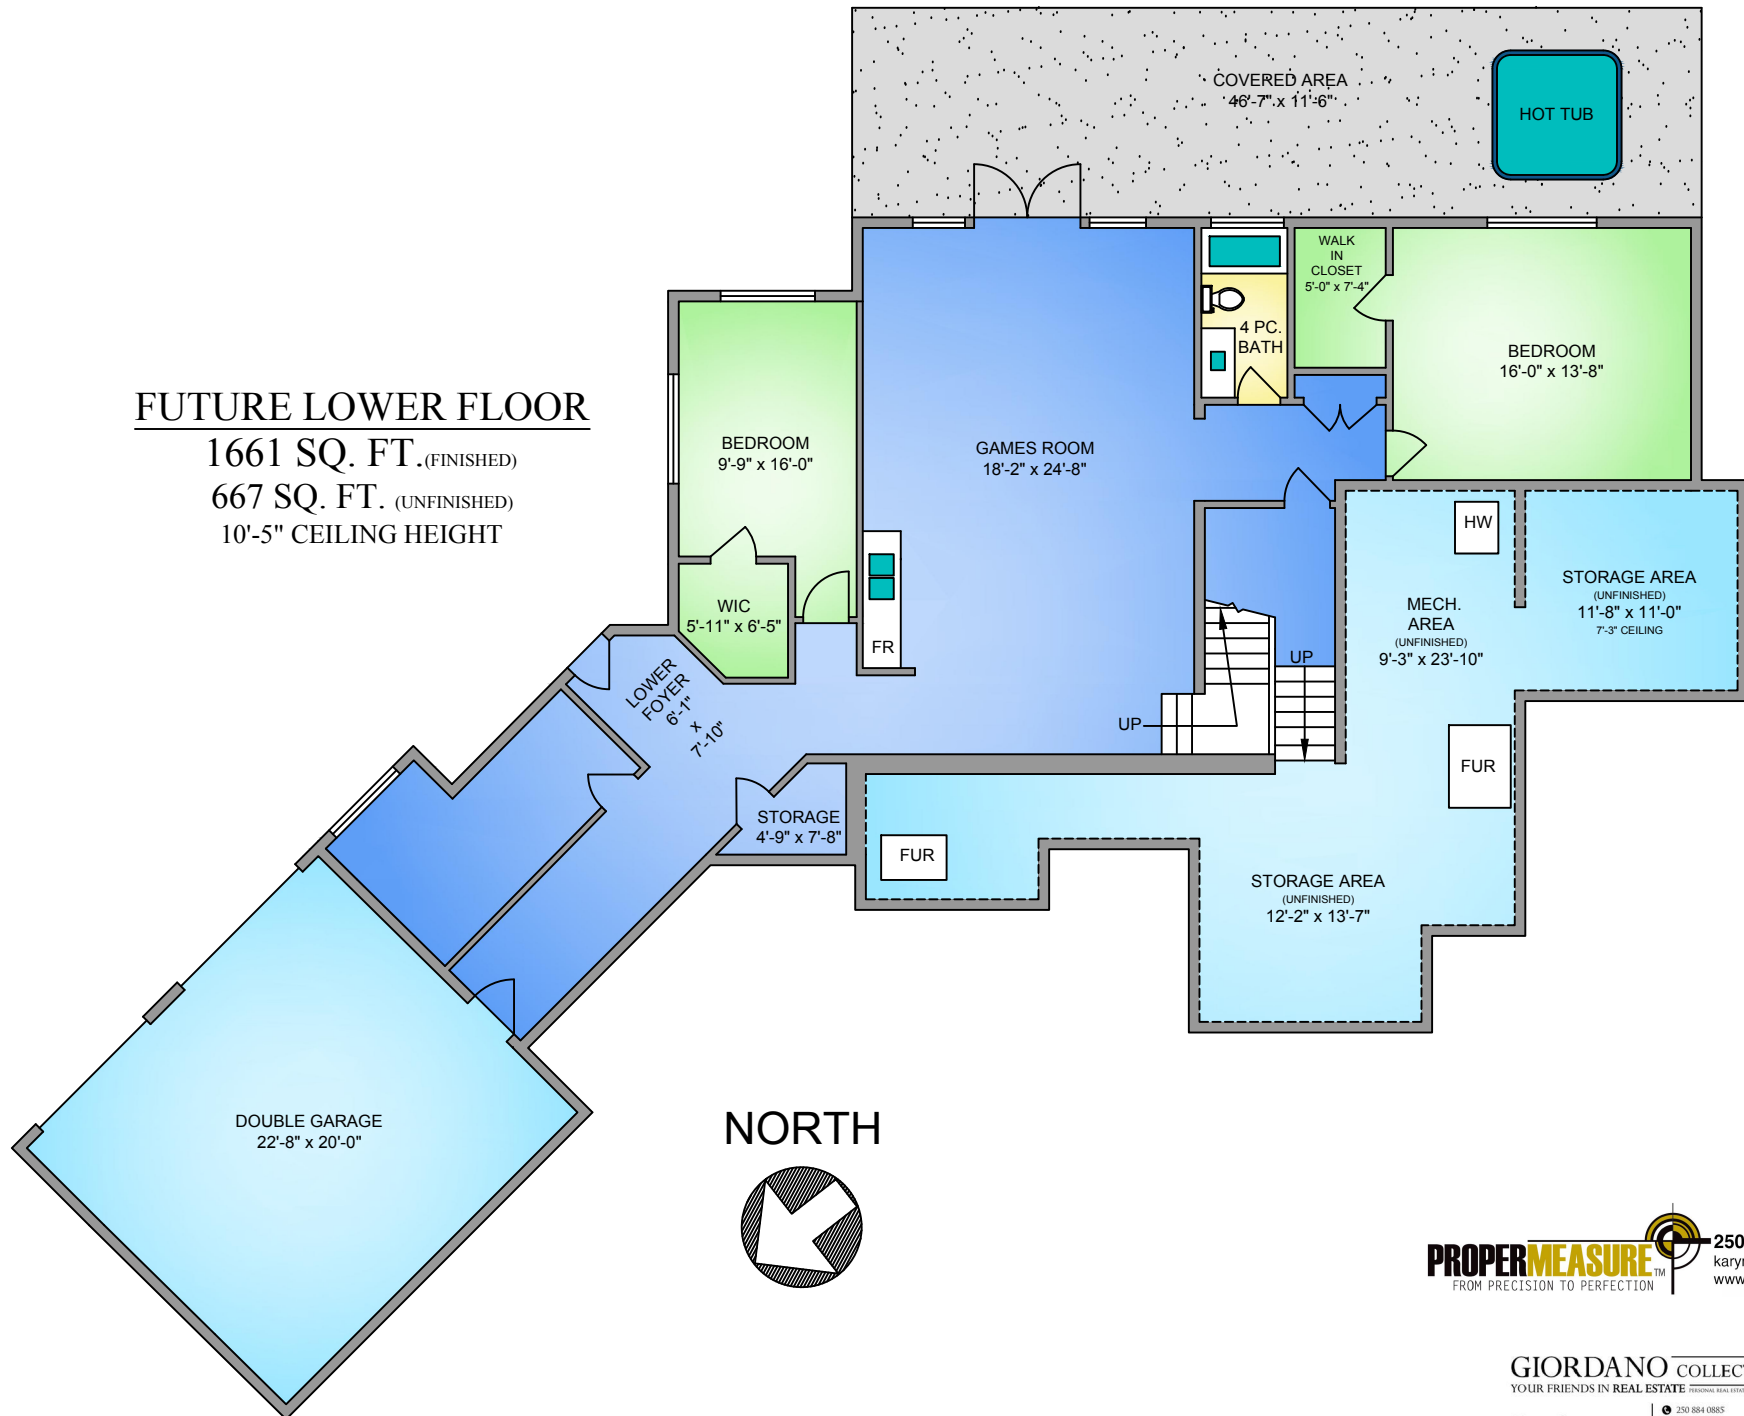 COVERED AREA
46'-7" x 11'-6"
HOT TUB
WALK
IN
CLOSET
5'-0" x 7'-4"
4 PC.
BATH
BEDROOM
16'-0" x 13'-8"
FUTURE LOWER FLOOR
1661 SQ. FT.(FINISHED)
667 SQ. FT. (UNFINISHED)
10'-5" CEILING HEIGHT
BEDROOM
9'-9" x 16'-0"
GAMES ROOM
18'-2" x 24'-8"
WIC
5'-11" x 6'-5"
FR
HW
STORAGE AREA
(UNFINISHED)
11'-8" x 11'-0"
7'-3" CEILING
MECH.
AREA
(UNFINISHED)
9'-3" x 23'-10"
UP
UP
LOWER
FOYER
6'-1"
x
7'-10"
FUR
STORAGE
4'-9" x 7'-8"
FUR
STORAGE AREA
(UNFINISHED)
12'-2" x 13'-7"
DOUBLE GARAGE
22'-8" x 20'-0"
NORTH
PROPERMEASURE TM
FROM PRECISION TO PERFECTION
250
kary
www
GIORDANO COLLEC
YOUR FRIENDS IN REAL ESTATE
250 884 0885